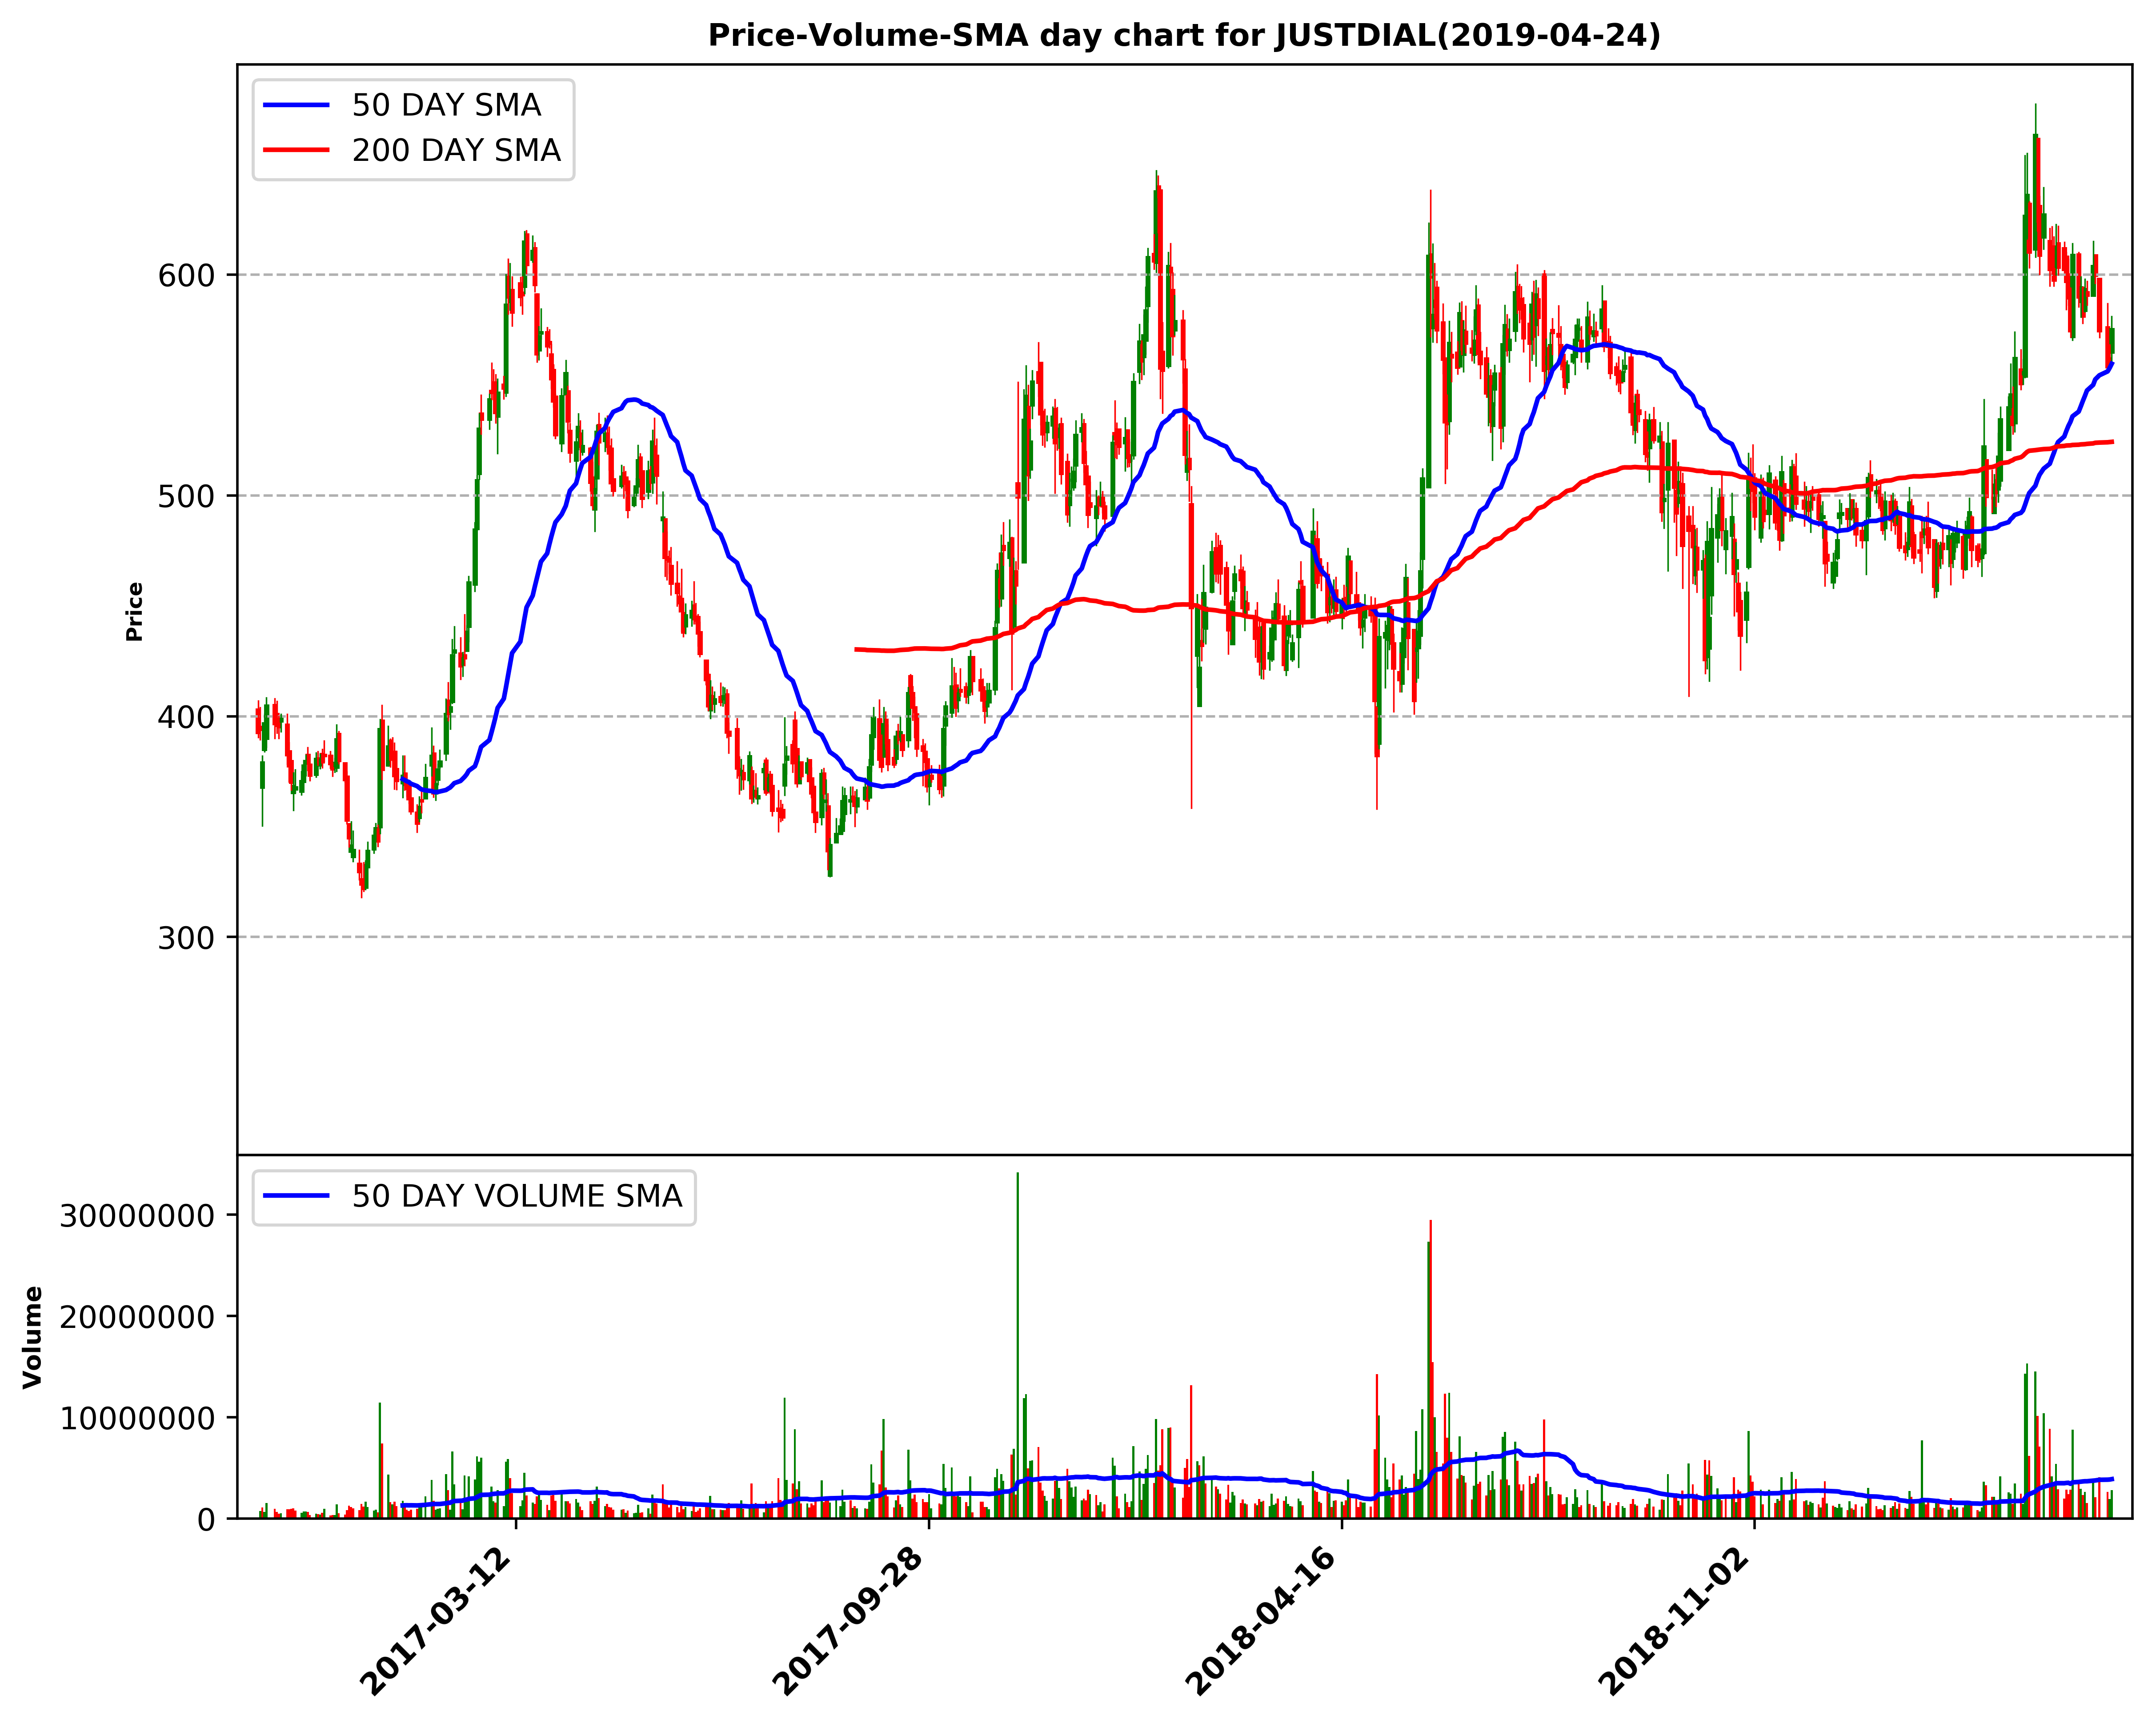 Price-Volume-SMA day chart for JUSTDIAL(2019-04-24)
50 DAY SMA
200 DAY SMA
600
500
400
300
Price
50 DAY VOLUME SMA
30000000
20000000
10000000
0
Volume
2017-03-12
2017-09-28
2018-04-16
2018-11-02